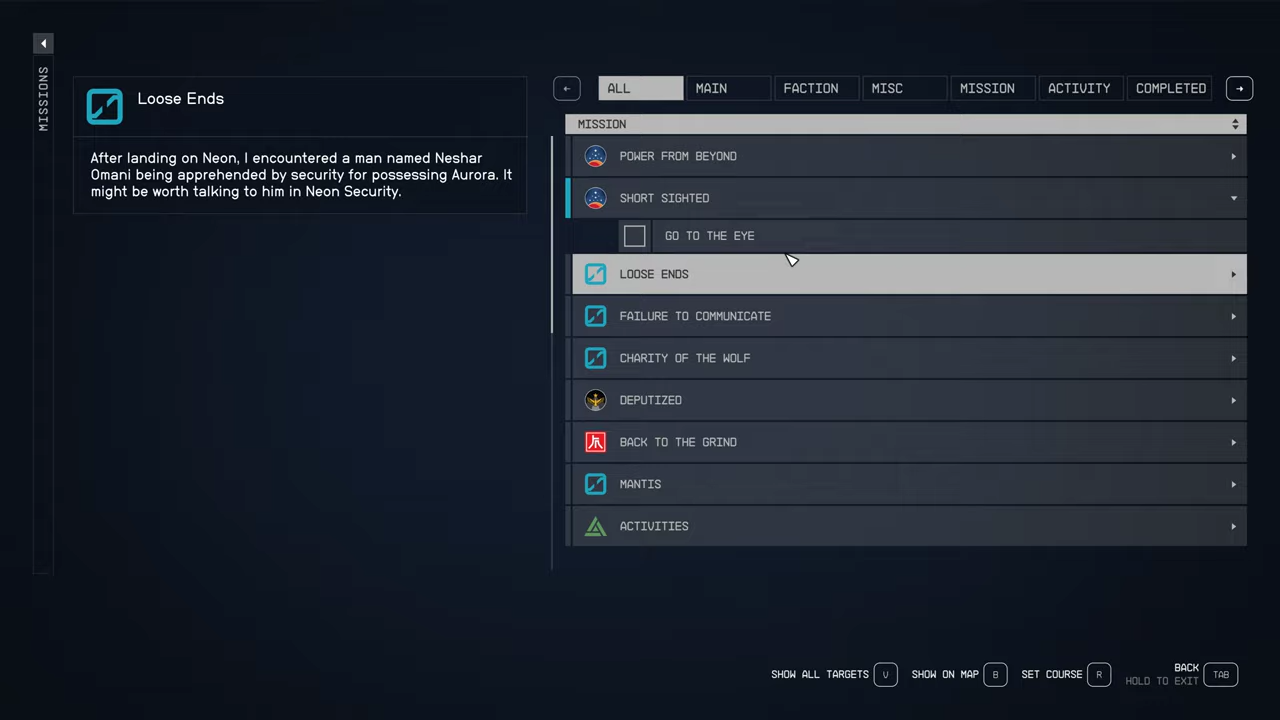 MISSIONS
Loose Ends
After landing on Neon, I encountered a man named Neshar
Omani being apprehended by security for possessing Aurora. It
might be worth talking to him in Neon Security.
ALL
MAIN
FACTION
MISC
MISSION
ACTIVITY
COMPLETED
MISSION
POWER FROM BEYOND
SHORT SIGHTED
GO TO THE EYE
LOOSE ENDS
FAILURE TO COMMUNICATE
CHARITY OF THE WOLF
DEPUTIZED
BACK TO THE GRIND
MANTIS
ACTIVITIES
SHOW ALL TARGETS V
SHOW ON MAP B
SET COURSE R
BACK
HOLD TO EXIT
TAB